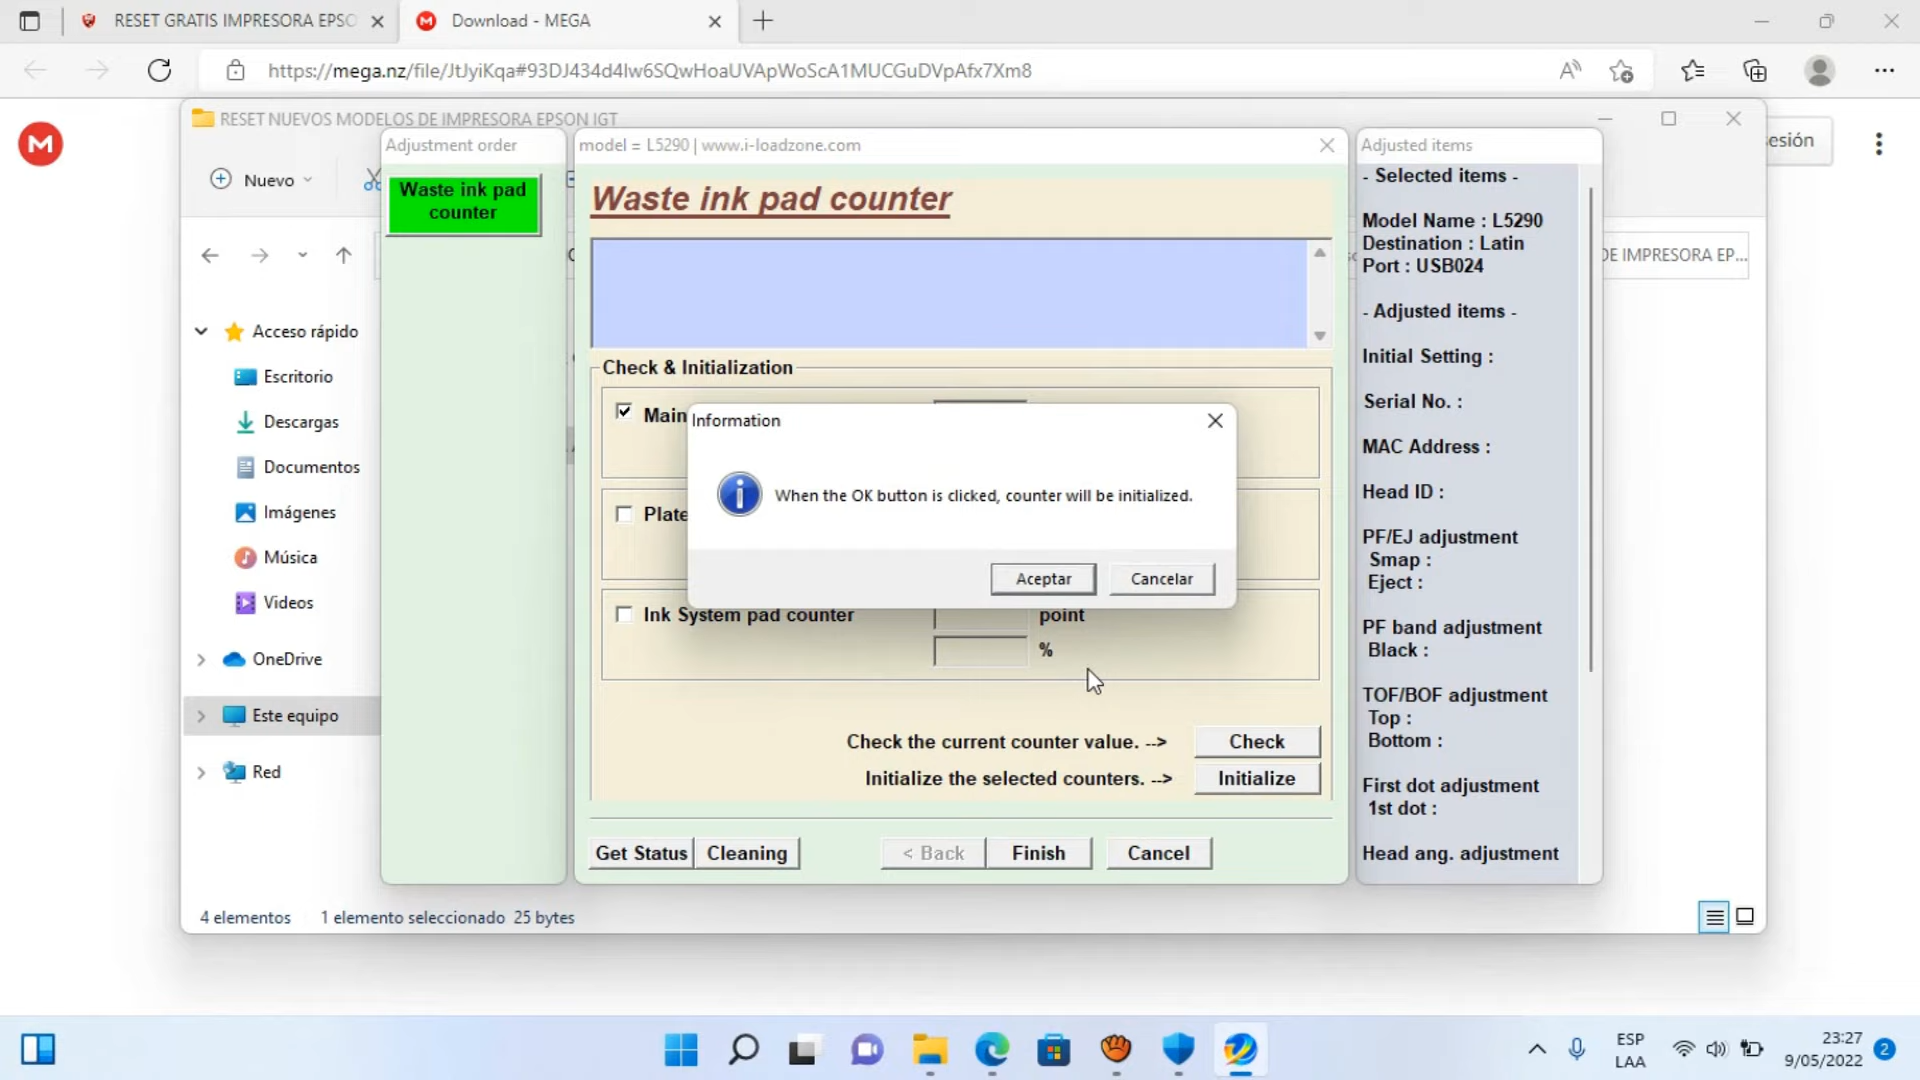 RESET GRATIS IMPRESORA EPSO
Download - MEGA
https://mega.nz/file/JtJyiKqa#93DJ434d4lw6SQwHoaUVApWoScA1MUCGuDVpAfx7Xm8
RESET NUEVOS MODELOS DE IMPRESORA EPSON IGT
esión
Nuevo
DE IMPRESORA EP...
Acceso rápido
Escritorio
Descargas
Documentos
Imágenes
Música
Videos
OneDrive
Este equipo
Red
4 elementos
1 elemento seleccionado 25 bytes
Adjustment order
Waste ink pad
counter
model = L5290 | www.i-loadzone.com
Waste ink pad counter
Check & Initialization
Main
Plate
Information
When the OK button is clicked, counter will be initialized.
Aceptar
Cancelar
Ink System pad counter
point
%
Check the current counter value. -->
Check
Initialize the selected counters. -->
Initialize
Get Status
Cleaning
< Back
Finish
Cancel
Adjusted items
- Selected items -
Model Name : L5290
Destination : Latin
Port : USB024
- Adjusted items -
Initial Setting :
Serial No. :
MAC Address :
Head ID :
PF/EJ adjustment
Smap :
Eject :
PF band adjustment
Black :
TOF/BOF adjustment
Top :
Bottom :
First dot adjustment
1st dot :
Head ang. adjustment
ESP
LAA
23:27
9/05/2022
2